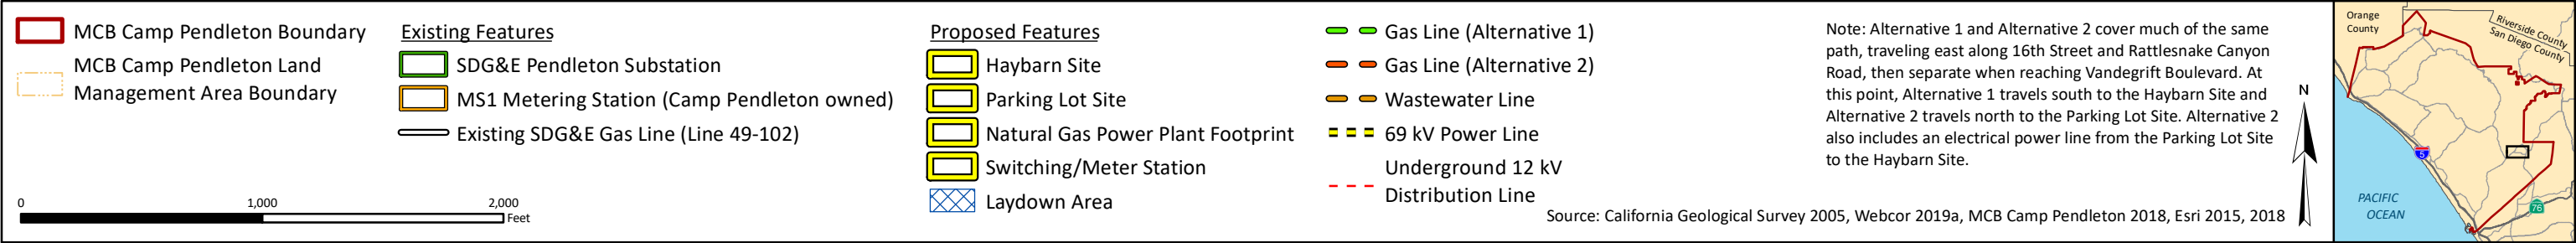 MCB Camp Pendleton Boundary
MCB Camp Pendleton Land
Management Area Boundary
0 1,000 2,000
Feet
Existing Features
SDG&E Pendleton Substation
MS1 Metering Station (Camp Pendleton owned)
Existing SDG&E Gas Line (Line 49-102)
Proposed Features
Haybarn Site
Parking Lot Site
Natural Gas Power Plant Footprint
Switching/Meter Station
Laydown Area
Gas Line (Alternative 1)
Gas Line (Alternative 2)
Wastewater Line
69 kV Power Line
Underground 12 kV
Distribution Line
Note: Alternative 1 and Alternative 2 cover much of the same
path, traveling east along 16th Street and Rattlesnake Canyon
Road, then separate when reaching Vandegrift Boulevard. At
this point, Alternative 1 travels south to the Haybarn Site and
Alternative 2 travels north to the Parking Lot Site. Alternative 2
also includes an electrical power line from the Parking Lot Site
to the Haybarn Site.
Source: California Geological Survey 2005, Webcor 2019a, MCB Camp Pendleton 2018, Esri 2015, 2018
N
Orange
County
Riverside County
San Diego County
5
PACIFIC
OCEAN
76